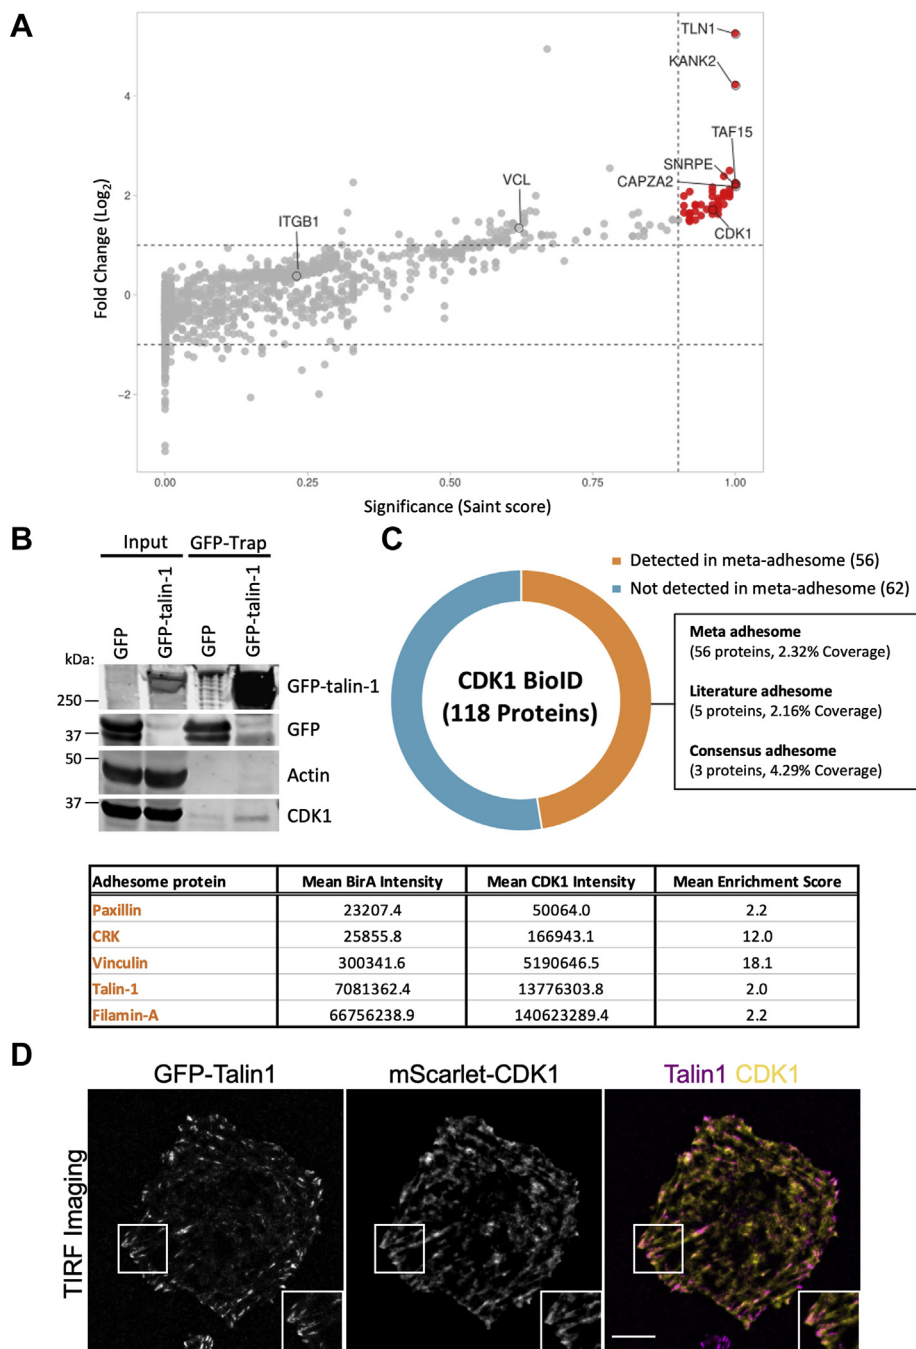 A
TLN1
KANK2
TAF15
SNRPE
CAPZA2
CDK1
VCL
ITGB1
4
2
0
−2
Fold Change (Log2)
0.00 0.25 0.50 0.75 1.00
Significance (Saint score)
B
Input GFP-Trap
GFP GFP-talin-1 GFP GFP-talin-1
kDa:
250 GFP-talin-1
37 GFP
50 Actin
37 CDK1
C
Detected in meta-adhesome (56)
Not detected in meta-adhesome (62)
CDK1 BioID
(118 Proteins)
Meta adhesome
(56 proteins, 2.32% Coverage)
Literature adhesome
(5 proteins, 2.16% Coverage)
Consensus adhesome
(3 proteins, 4.29% Coverage)
Adhesome protein Mean BirA Intensity Mean CDK1 Intensity Mean Enrichment Score
Paxillin 23207.4 50064.0 2.2
CRK 25855.8 166943.1 12.0
Vinculin 300341.6 5190646.5 18.1
Talin-1 7081362.4 13776303.8 2.0
Filamin-A 66756238.9 140623289.4 2.2
D
GFP-Talin1 mScarlet-CDK1 Talin1 CDK1
TIRF Imaging